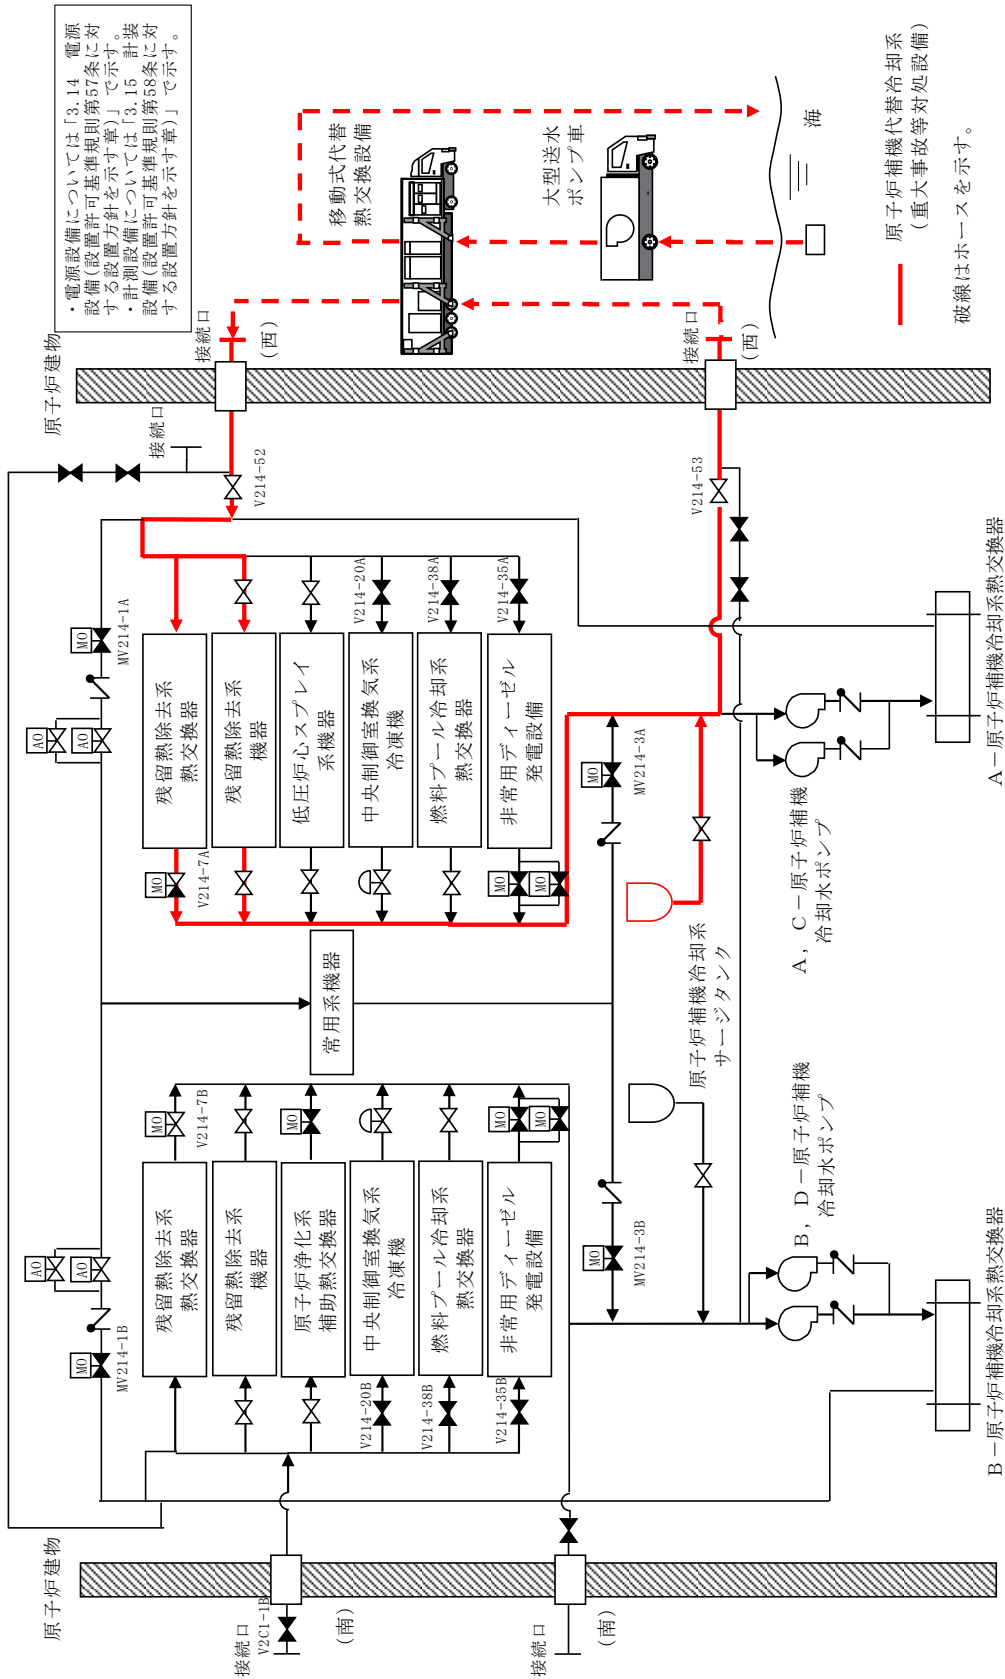 ・電源設備については「3.14　電源
設備(設置許可基準規則第57条に対
する設置方針を示す章)」で示す。
・計測設備については「3.15　計装
設備(設置許可基準規則第58条に対
する設置方針を示す章)」で示す。
原子炉建物
原子炉建物
移動式代替
熱交換設備
大型送水
ポンプ車
海
原子炉補機代替冷却系
(重大事故等対処設備)
破線はホースを示す。
接続口
(西)
接続口
(西)
接続口
V214-52
V214-53
MO
MV214-1A
AO
AO
V214-20A
V214-38A
V214-35A
残留熱除去系
熱交換器
残留熱除去系
機器
低圧炉心スプレイ
系機器
中央制御室換気系
冷凍機
燃料プール冷却系
熱交換器
非常用ディーゼル
発電設備
MO
V214-7A
MO
MO
MO
MV214-3A
常用系機器
原子炉補機冷却系
サージタンク
A，C－原子炉補機
冷却水ポンプ
A－原子炉補機冷却系熱交換器
MO
V214-7B
MO
MO
MO
残留熱除去系
熱交換器
残留熱除去系
機器
原子炉浄化系
補助熱交換器
中央制御室換気系
冷凍機
燃料プール冷却系
熱交換器
非常用ディーゼル
発電設備
AO
AO
MO
MV214-1B
V214-20B
V214-38B
V214-35B
MO
MV214-3B
B，D－原子炉補機
冷却水ポンプ
B－原子炉補機冷却系熱交換器
接続口
V2C1-1B
(南)
接続口
(南)